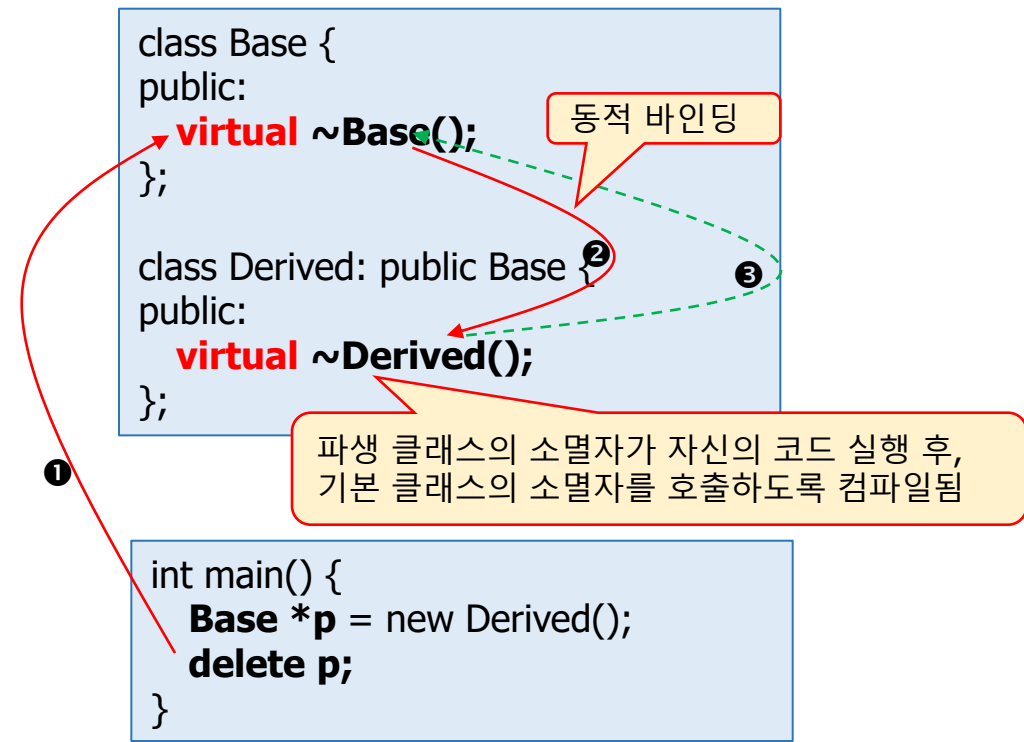 class Base {
public:
virtual ~Base();
};
동적 바인딩
class Derived: public Base {
public:
virtual ~Derived();
};
❷
❸
파생 클래스의 소멸자가 자신의 코드 실행 후,
기본 클래스의 소멸자를 호출하도록 컴파일됨
❶
int main() {
Base *p = new Derived();
delete p;
}